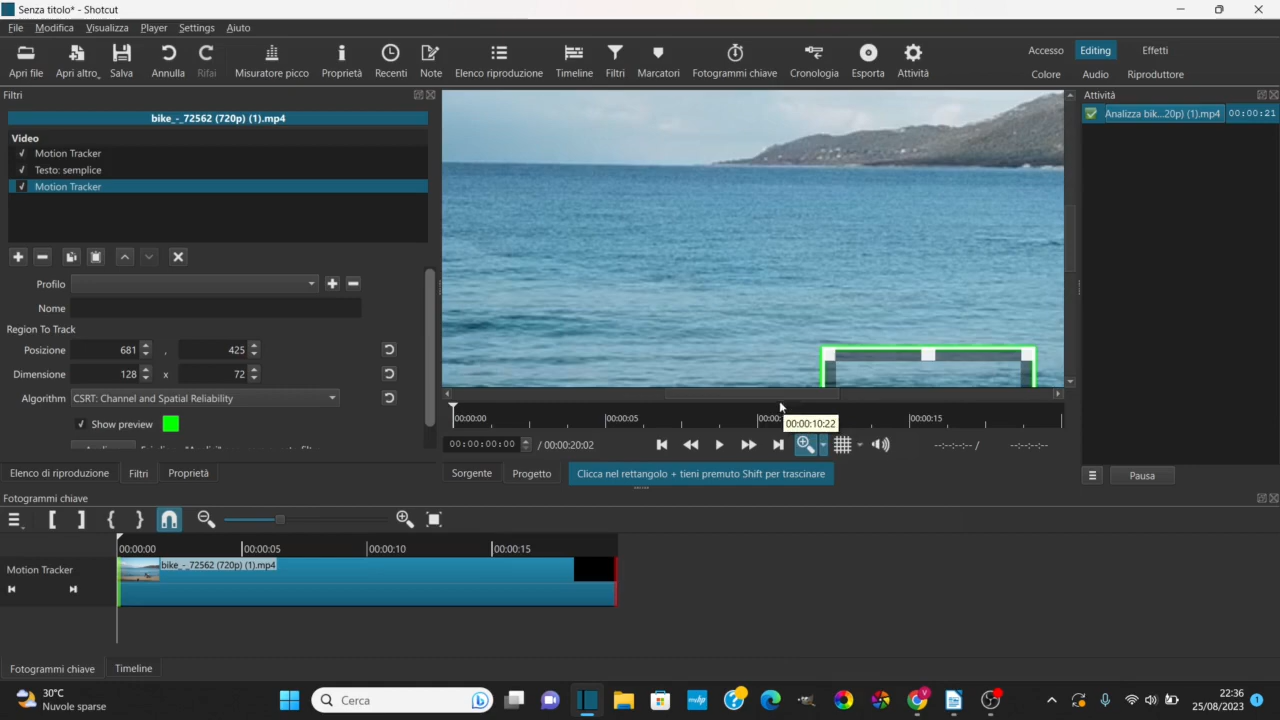 Senza titolo* - Shotcut
File Modifica Visualizza Player Settings Aiuto
Apri file Apri altro Salva Annulla Rifai Misuratore picco Proprietà Recenti Note Elenco riproduzione Timeline Filtri Marcatori Fotogrammi chiave Cronologia Esporta Attività
Accesso Editing Effetti
Colore Audio Riproduttore
Filtri
bike_-_72562 (720p) (1).mp4
Video
✓ Motion Tracker
✓ Testo: semplice
✓ Motion Tracker
Profilo
Nome
Region To Track
Posizione 681 , 425
Dimensione 128 x 72
Algorithm CSRT: Channel and Spatial Reliability
Show preview
Elenco di riproduzione Filtri Proprietà
Attività
Analizza bik...20p) (1).mp4 00:00:21
00:00:00 00:00:05 00:00: 00:00:15
00:00:10:22
00:00:00:00 / 00:00:20:02 --:--:--:-- / --:--:--:--
Sorgente Progetto Clicca nel rettangolo + tieni premuto Shift per trascinare
Pausa
Fotogrammi chiave
00:00:00 00:00:05 00:00:10 00:00:15
Motion Tracker bike_-_72562 (720p) (1).mp4
Fotogrammi chiave Timeline
30°C
Nuvole sparse
Cerca
22:36
25/08/2023
1